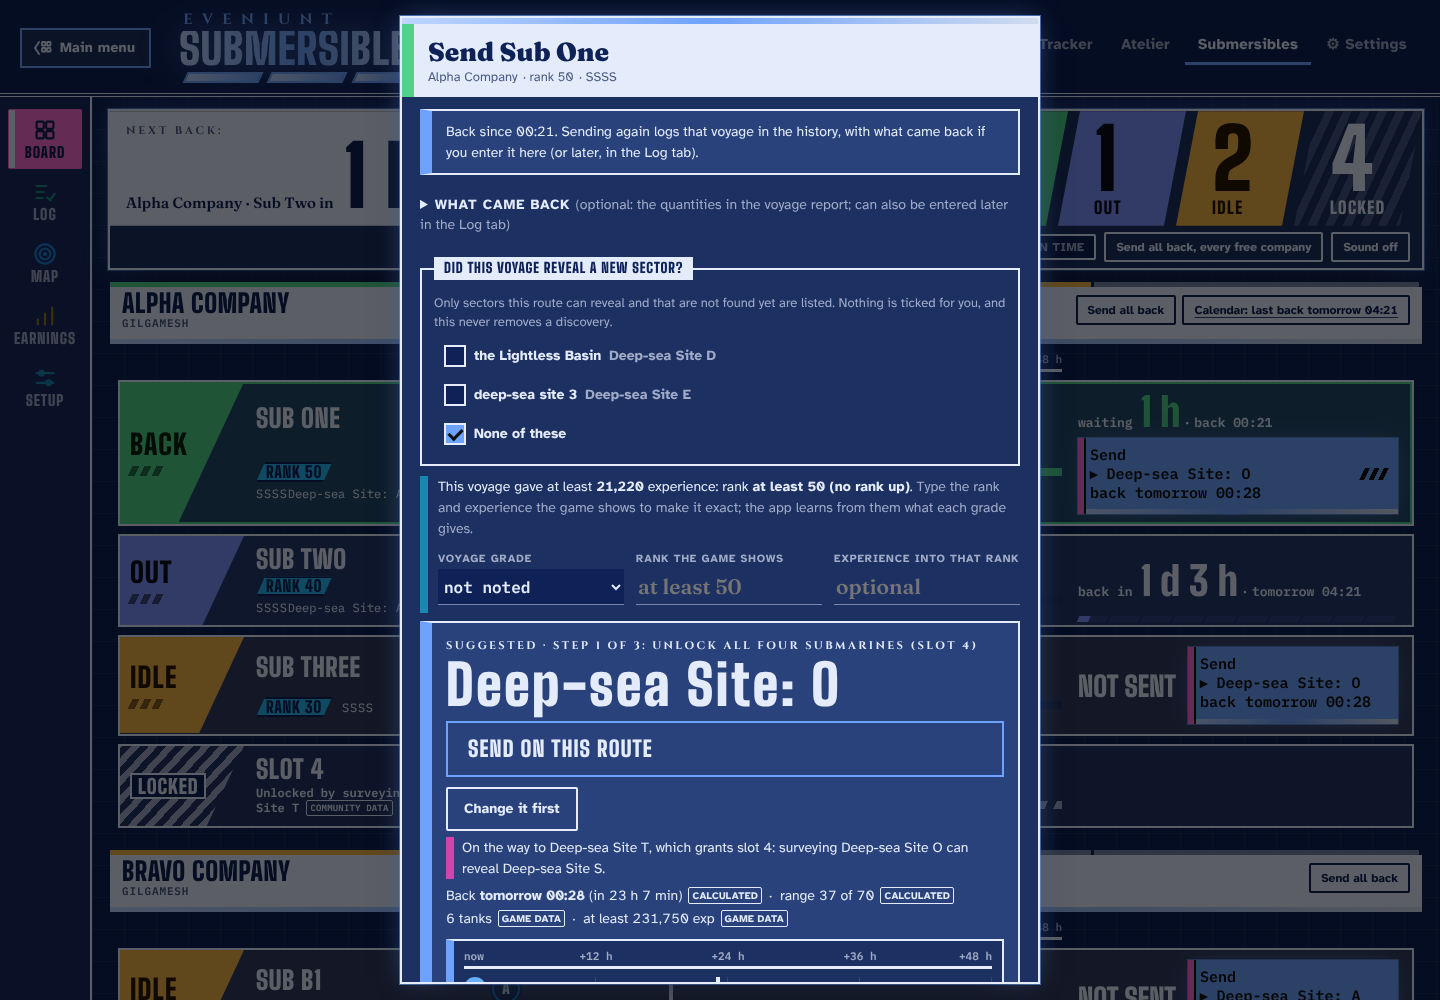 EVENIUNT
Main menu
SUBMERSIBLE
Tracker
Atelier
Submersibles
Settings
BOARD
LOG
MAP
EARNINGS
SETUP
NEXT BACK:
Alpha Company · Sub Two in
1
1
OUT
2
IDLE
4
LOCKED
N TIME
Send all back, every free company
Sound off
ALPHA COMPANY
GILGAMESH
Send all back
Calendar: last back tomorrow 04:21
8 h
BACK
SUB ONE
RANK 50
SSSSDeep-sea Site:
waiting 1 h · back 00:21
Send
▶ Deep-sea Site: O
back tomorrow 00:28
OUT
SUB TWO
RANK 40
SSSSDeep-sea Site:
back in 1 d 3 h · tomorrow 04:21
IDLE
SUB THREE
RANK 30
SSSS
NOT SENT
Send
▶ Deep-sea Site: O
back tomorrow 00:28
LOCKED
SLOT 4
Unlocked by surveyin
Site T COMMUNITY DATA
BRAVO COMPANY
GILGAMESH
Send all back
8 h
IDLE
SUB B1
A
NOT SENT
Send
▶ Deep-sea Site: A
Send Sub One
Alpha Company · rank 50 · SSSS
Back since 00:21. Sending again logs that voyage in the history, with what came back if
you enter it here (or later, in the Log tab).
▶ WHAT CAME BACK (optional: the quantities in the voyage report; can also be entered later
in the Log tab)
DID THIS VOYAGE REVEAL A NEW SECTOR?
Only sectors this route can reveal and that are not found yet are listed. Nothing is ticked for you, and
this never removes a discovery.
the Lightless Basin Deep-sea Site D
deep-sea site 3 Deep-sea Site E
None of these
This voyage gave at least 21,220 experience: rank at least 50 (no rank up). Type the rank
and experience the game shows to make it exact; the app learns from them what each grade
gives.
VOYAGE GRADE
RANK THE GAME SHOWS
EXPERIENCE INTO THAT RANK
not noted
at least 50
optional
SUGGESTED · STEP 1 OF 3: UNLOCK ALL FOUR SUBMARINES (SLOT 4)
Deep-sea Site: O
SEND ON THIS ROUTE
Change it first
On the way to Deep-sea Site T, which grants slot 4: surveying Deep-sea Site O can
reveal Deep-sea Site S.
Back tomorrow 00:28 (in 23 h 7 min) CALCULATED · range 37 of 70 CALCULATED
6 tanks GAME DATA · at least 231,750 exp GAME DATA
now
+12 h
+24 h
+36 h
+48 h